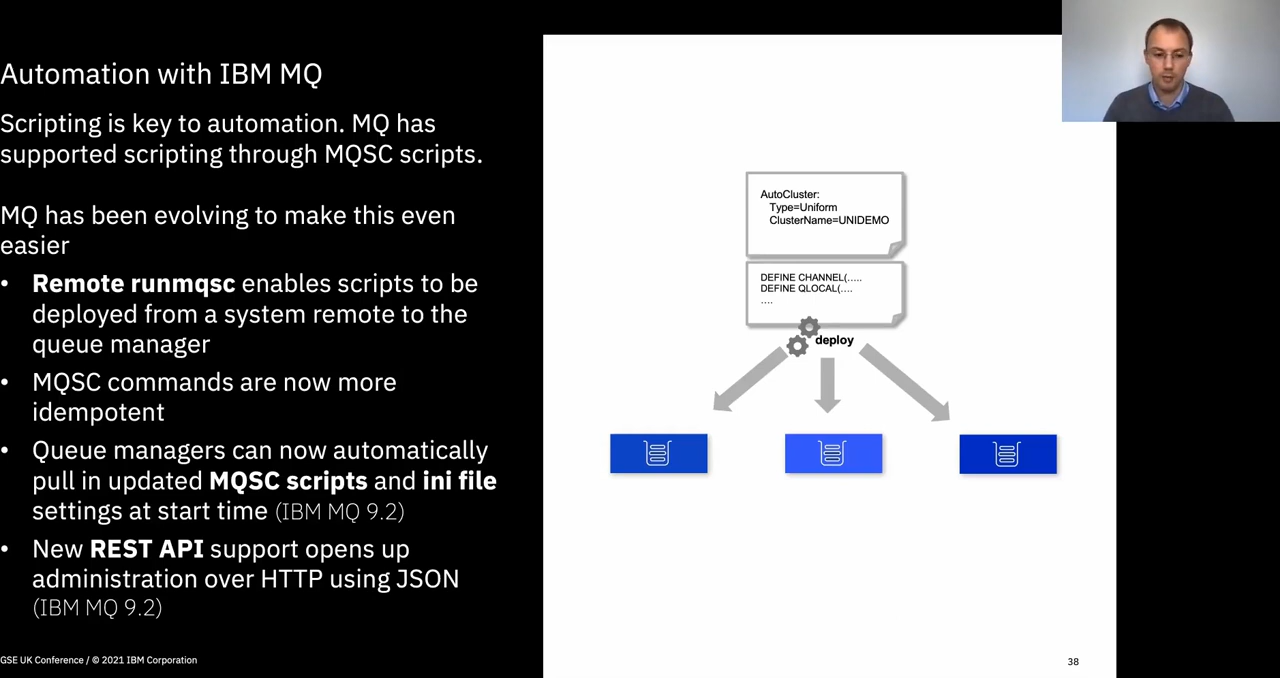 Automation with IBM MQ
Scripting is key to automation. MQ has
supported scripting through MQSC scripts.
MQ has been evolving to make this even
easier
• Remote runmqsc enables scripts to be
deployed from a system remote to the
queue manager
• MQSC commands are now more
idempotent
• Queue managers can now automatically
pull in updated MQSC scripts and ini file
settings at start time (IBM MQ 9.2)
• New REST API support opens up
administration over HTTP using JSON
(IBM MQ 9.2)
AutoCluster:
Type=Uniform
ClusterName=UNIDEMO
DEFINE CHANNEL(.....
DEFINE QLOCAL(....
....
deploy
GSE UK Conference / © 2021 IBM Corporation
38